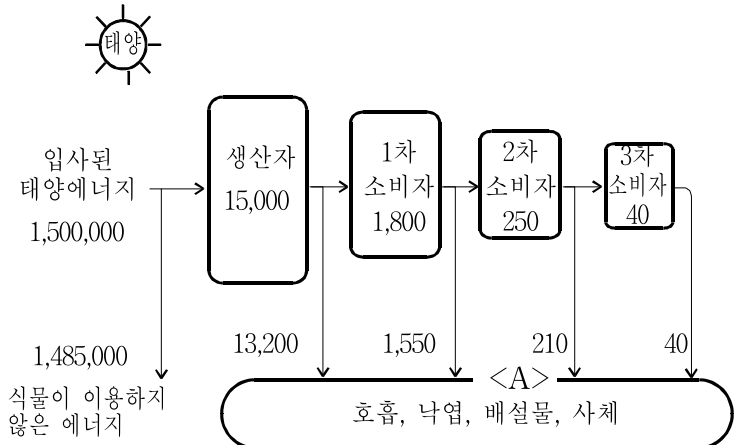 태양
입사된
태양에너지
1,500,000
생산자
15,000
1차
소비자
1,800
2차
소비자
250
3차
소비자
40
1,485,000
식물이 이용하지
않은 에너지
13,200
1,550
210
40
<A>
호흡, 낙엽, 배설물, 사체